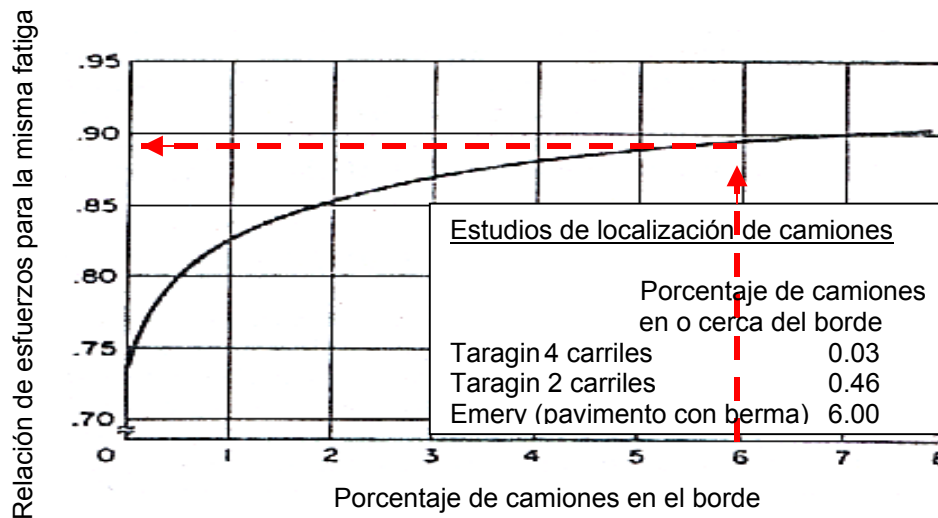 Relación de esfuerzos para la misma fatiga
.95
.90
.85
.80
.75
.70
Estudios de localización de camiones
Porcentaje de camiones
en o cerca del borde
Taragin 4 carriles 0.03
Taragin 2 carriles 0.46
Emery (pavimento con berma) 6.00
0 1 2 3 4 5 6 7 8
Porcentaje de camiones en el borde